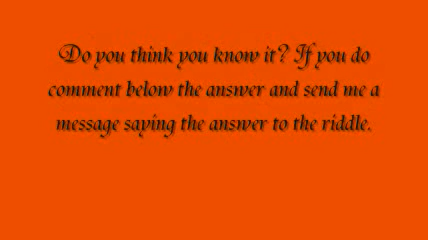 Do you think you know it? If you do
comment below the answer and send me a
message saying the answer to the riddle.